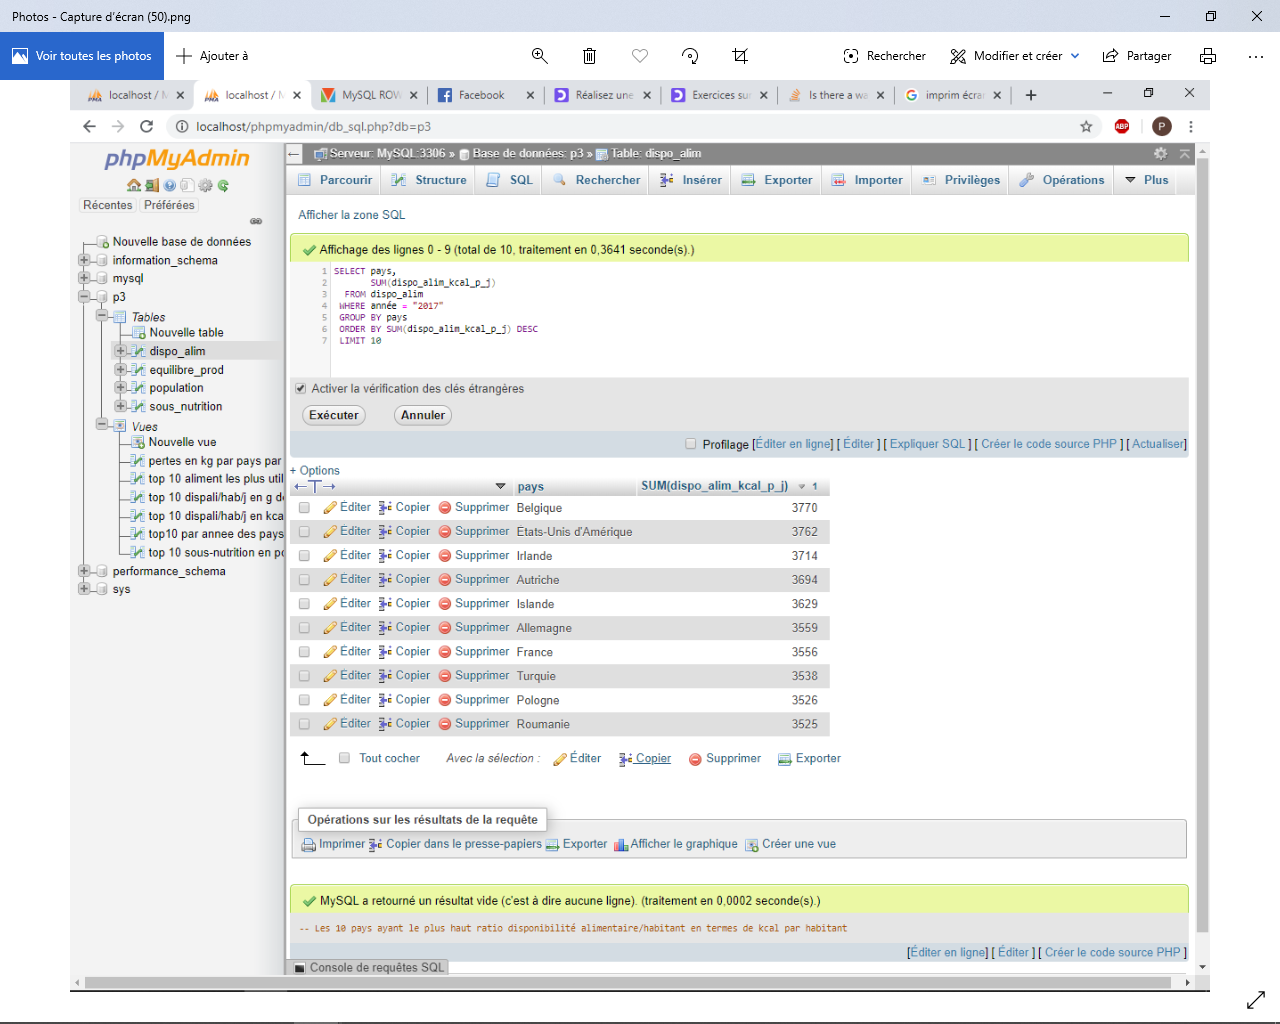 Photos - Capture d’écran (50).png
Voir toutes les photos Ajouter à Rechercher Modifier et créer Partager
localhost / localhost / MySQL ROW Facebook Réalisez une Exercices su Is there a wa imprim écra
localhost/phpmyadmin/db_sql.php?db=p3 ABP P
phpMyAdmin
Récentes Préférées
Nouvelle base de données
information_schema
mysql
p3
Tables
Nouvelle table
dispo_alim
equilibre_prod
population
sous_nutrition
Vues
Nouvelle vue
pertes en kg par pays par
top 10 aliment les plus util
top 10 dispali/hab/j en g d
top 10 dispali/hab/j en kca
top10 par annee des pays
top 10 sous-nutrition en p
performance_schema
sys
Serveur: MySQL:3306 » Base de données: p3 » Table: dispo_alim
Parcourir Structure SQL Rechercher Insérer Exporter Importer Privilèges Opérations Plus
Afficher la zone SQL
Affichage des lignes 0 - 9 (total de 10, traitement en 0,3641 seconde(s).)
1 SELECT pays,
2 SUM(dispo_alim_kcal_p_j)
3 FROM dispo_alim
4 WHERE année = "2017"
5 GROUP BY pays
6 ORDER BY SUM(dispo_alim_kcal_p_j) DESC
7 LIMIT 10
Activer la vérification des clés étrangères
Exécuter Annuler
Profilage [Éditer en ligne] [ Éditer ] [ Expliquer SQL ] [ Créer le code source PHP ] [ Actualiser]
+ Options
pays SUM(dispo_alim_kcal_p_j) 1
Éditer Copier Supprimer Belgique 3770
Éditer Copier Supprimer États-Unis d'Amérique 3762
Éditer Copier Supprimer Irlande 3714
Éditer Copier Supprimer Autriche 3694
Éditer Copier Supprimer Islande 3629
Éditer Copier Supprimer Allemagne 3559
Éditer Copier Supprimer France 3556
Éditer Copier Supprimer Turquie 3538
Éditer Copier Supprimer Pologne 3526
Éditer Copier Supprimer Roumanie 3525
Tout cocher Avec la sélection : Éditer Copier Supprimer Exporter
Opérations sur les résultats de la requête
Imprimer Copier dans le presse-papiers Exporter Afficher le graphique Créer une vue
MySQL a retourné un résultat vide (c'est à dire aucune ligne). (traitement en 0,0002 seconde(s).)
-- Les 10 pays ayant le plus haut ratio disponibilité alimentaire/habitant en termes de kcal par habitant
[Éditer en ligne] [ Éditer ] [ Créer le code source PHP ]
Console de requêtes SQL